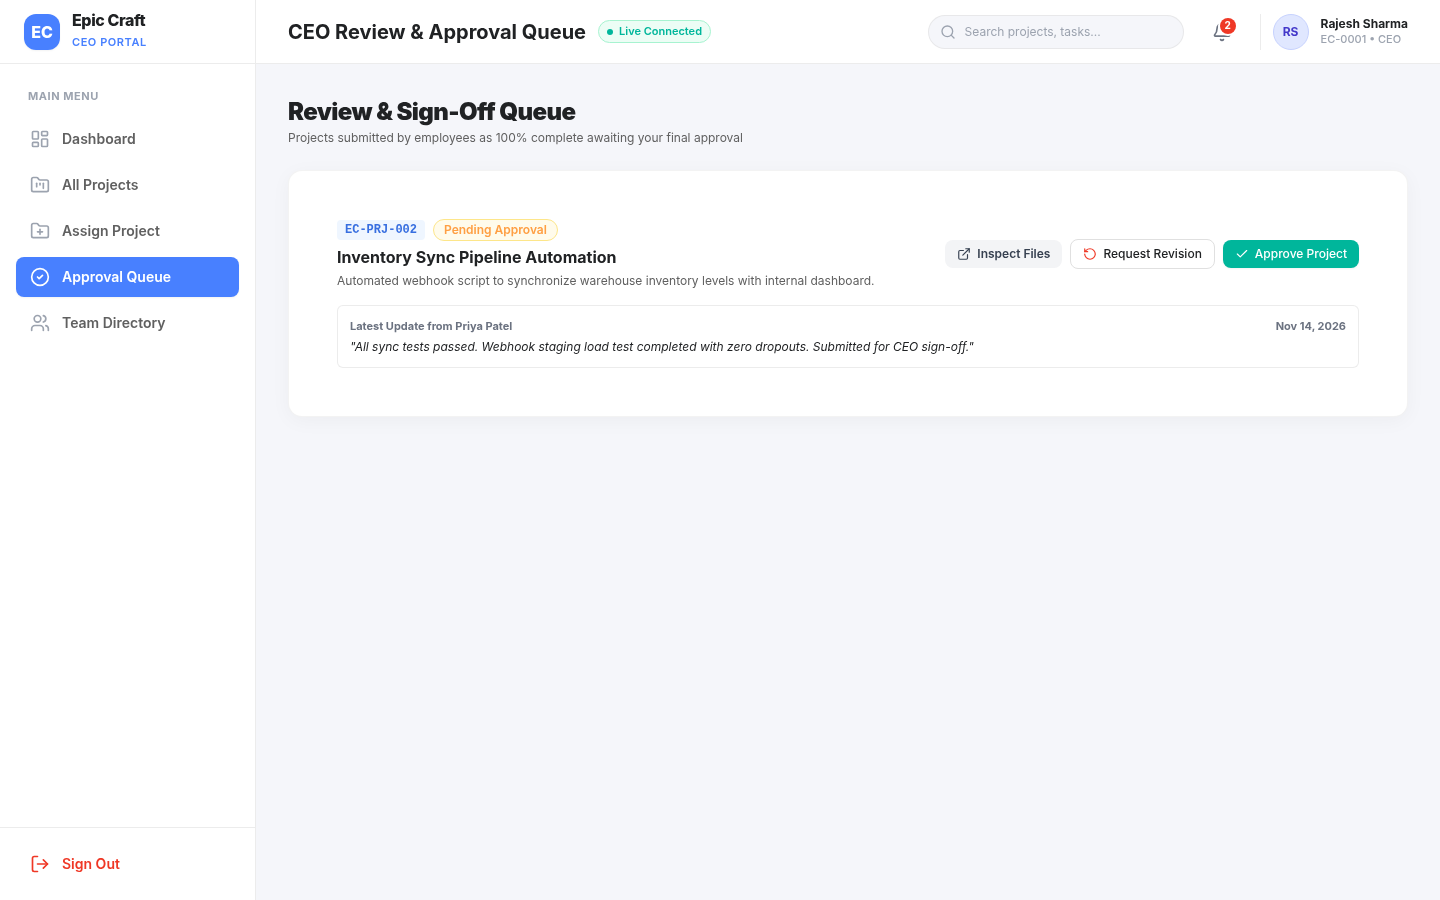 EC
Epic Craft
CEO PORTAL
MAIN MENU
Dashboard
All Projects
Assign Project
Approval Queue
Team Directory
Sign Out
CEO Review & Approval Queue
Live Connected
Search projects, tasks...
2
RS
Rajesh Sharma
EC-0001 • CEO
Review & Sign-Off Queue
Projects submitted by employees as 100% complete awaiting your final approval
EC-PRJ-002
Pending Approval
Inventory Sync Pipeline Automation
Automated webhook script to synchronize warehouse inventory levels with internal dashboard.
Inspect Files
Request Revision
Approve Project
Latest Update from Priya Patel
Nov 14, 2026
"All sync tests passed. Webhook staging load test completed with zero dropouts. Submitted for CEO sign-off."